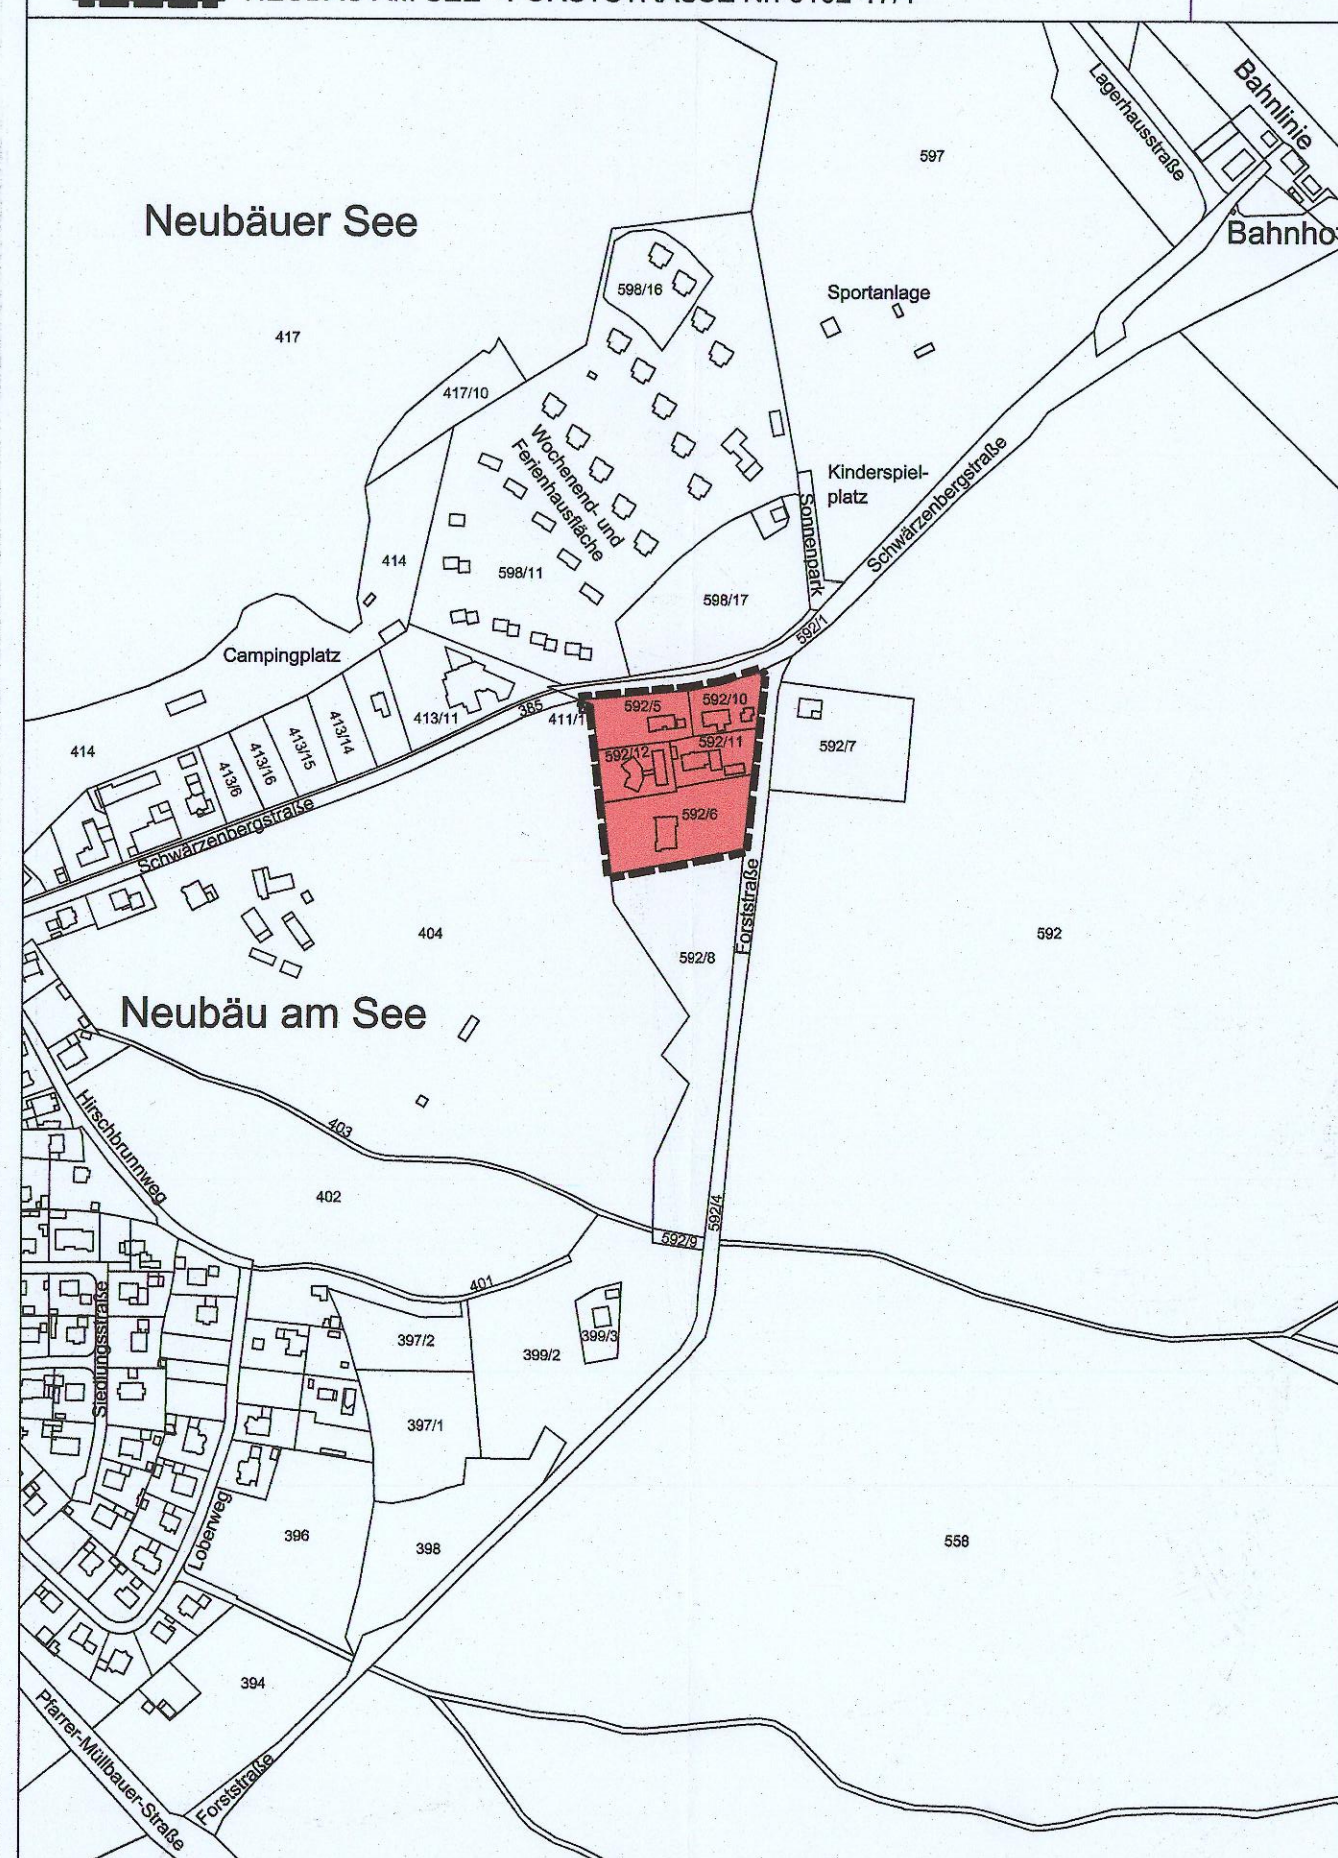 Bahnlinie
Lagerhausstraße
597
Neubäuer See
Bahnho
598/16
Sportanlage
417
417/10
Wochenend- und
Ferienhausfläche
Kinderspiel-
platz
Sonnenpark
Schwärzenbergstraße
414
598/11
598/17
592/1
Campingplatz
413/11
385
411/1
592/5
592/10
414
413/6
413/16
413/15
413/14
592/12
592/11
592/7
592/6
Schwärzenbergstraße
Forststraße
404
592
592/8
Neubäu am See
Hirschbrunnweg
403
402
592/4
592/9
401
Siedlungsstraße
397/2
399/2
399/3
397/1
Loberweg
396
398
558
394
Pfarrer-Müllbauer-Straße
Forststraße